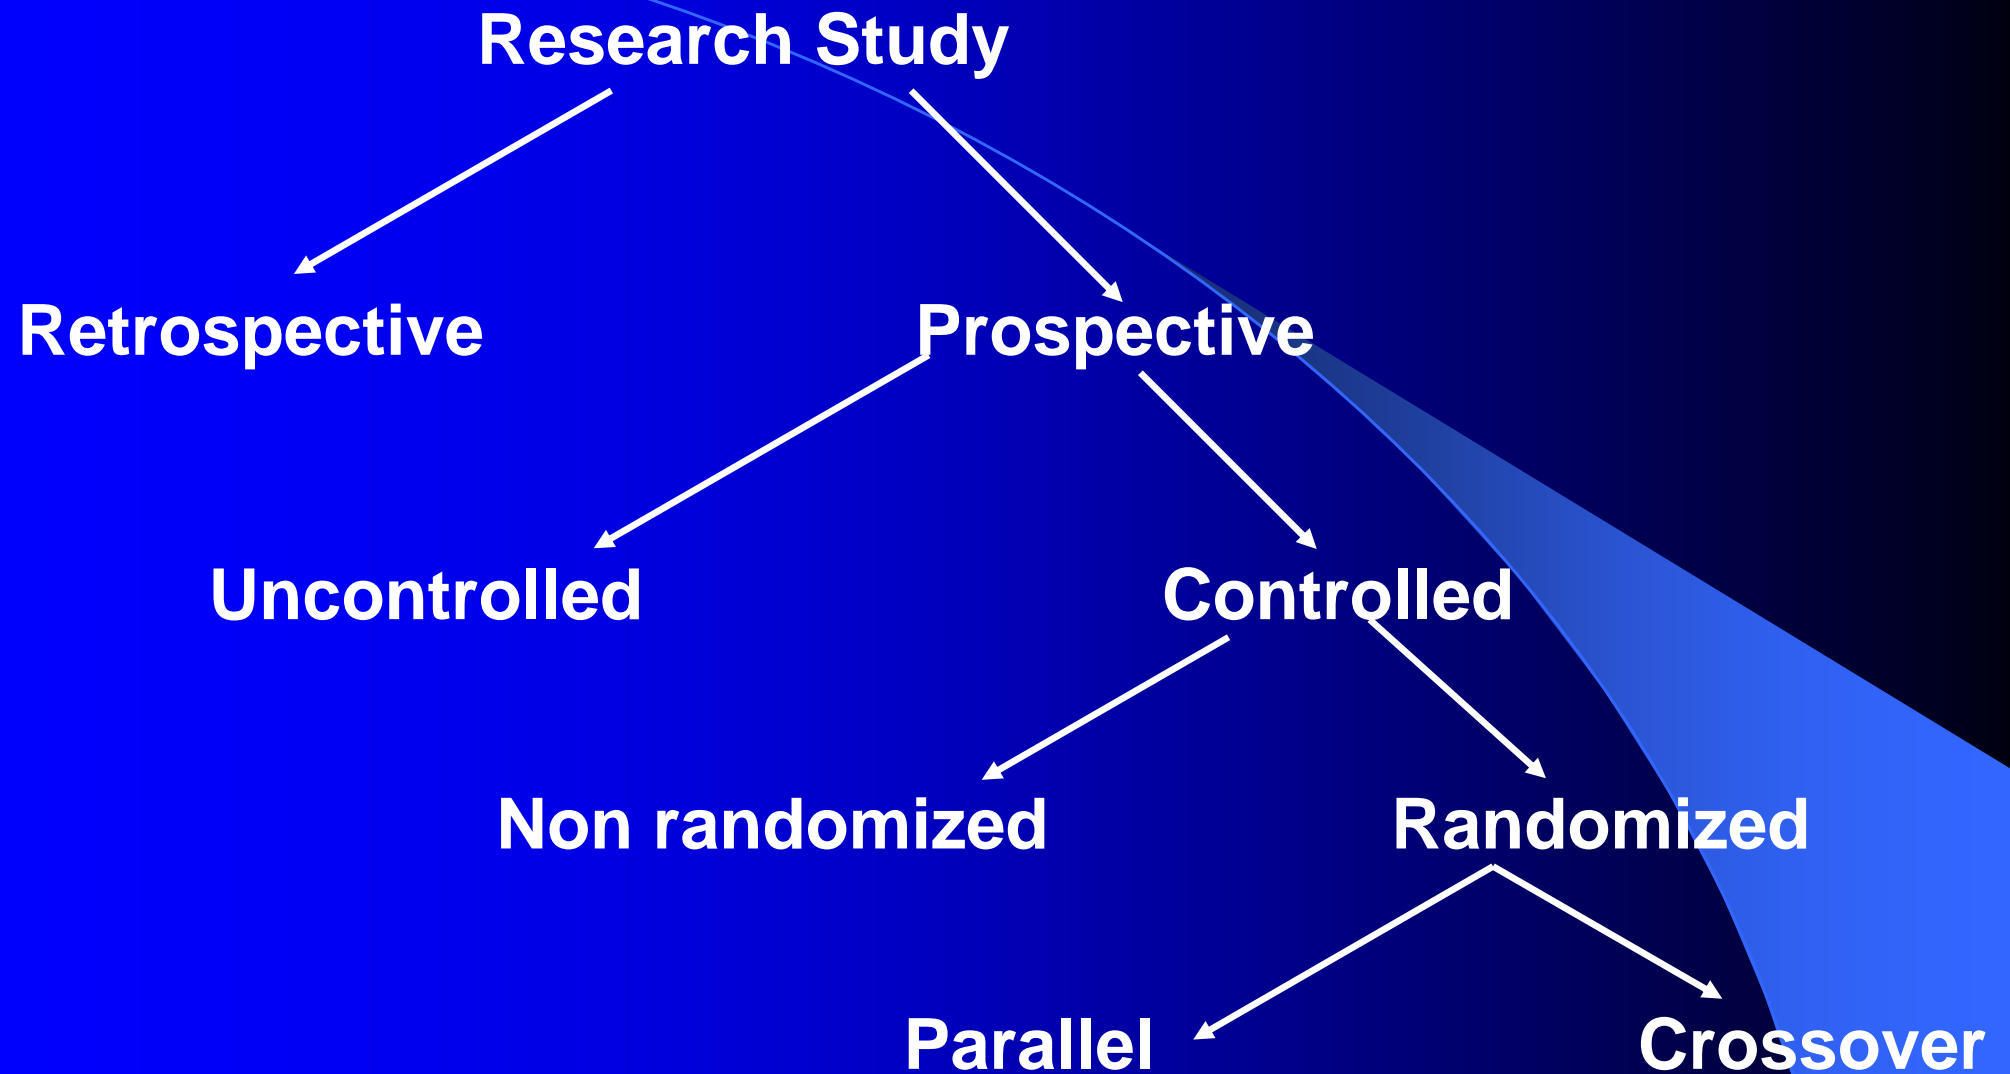 Research Study
Retrospective
Prospective
Uncontrolled
Controlled
Non randomized
Randomized
Parallel
Crossover